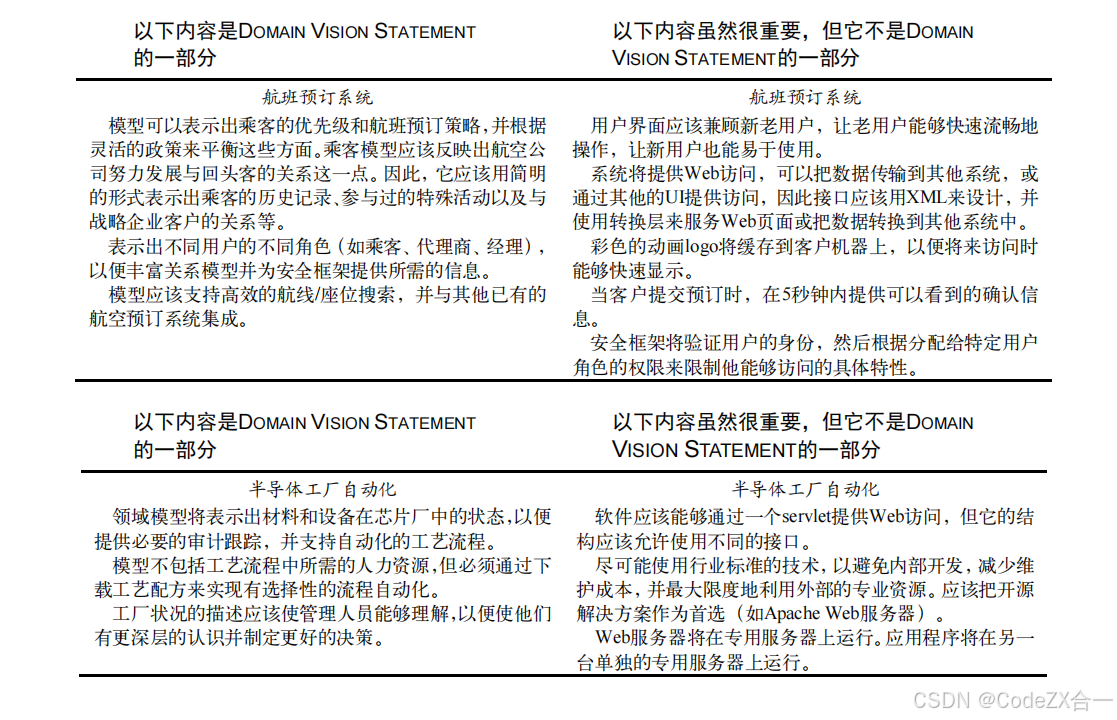 以下内容是DOMAIN VISION STATEMENT
的一部分
以下内容虽然很重要，但它不是DOMAIN
VISION STATEMENT的一部分
航班预订系统
模型可以表示出乘客的优先级和航班预订策略，并根据
灵活的政策来平衡这些方面。乘客模型应该反映出航空公
司努力发展与回头客的关系这一点。因此，它应该用简明
的形式表示出乘客的历史记录、参与过的特殊活动以及与
战略企业客户的关系等。
表示出不同用户的不同角色（如乘客、代理商、经理），
以便丰富关系模型并为安全框架提供所需的信息。
模型应该支持高效的航线/座位搜索，并与其他已有的
航空预订系统集成。
航班预订系统
用户界面应该兼顾新老用户，让老用户能够快速流畅地
操作，让新用户也能易于使用。
系统将提供Web访问，可以把数据传输到其他系统，或
通过其他的UI提供访问，因此接口应该用XML来设计，并
使用转换层来服务Web页面或把数据转换到其他系统中。
彩色的动画logo将缓存到客户机器上，以便将来访问时
能够快速显示。
当客户提交预订时，在5秒钟内提供可以看到的确认信
息。
安全框架将验证用户的身份，然后根据分配给特定用户
角色的权限来限制他能够访问的具体特性。
以下内容是DOMAIN VISION STATEMENT
的一部分
以下内容虽然很重要，但它不是DOMAIN
VISION STATEMENT的一部分
半导体工厂自动化
领域模型将表示出材料和设备在芯片厂中的状态，以便
提供必要的审计跟踪，并支持自动化的工艺流程。
模型不包括工艺流程中所需的人力资源，但必须通过下
载工艺配方来实现有选择性的流程自动化。
工厂状况的描述应该使管理人员能够理解，以便使他们
有更深层的认识并制定更好的决策。
半导体工厂自动化
软件应该能够通过一个servlet提供Web访问，但它的结
构应该允许使用不同的接口。
尽可能使用行业标准的技术，以避免内部开发，减少维
护成本，并最大限度地利用外部的专业资源。应该把开源
解决方案作为首选（如Apache Web服务器）。
Web服务器将在专用服务器上运行。应用程序将在另一
台单独的专用服务器上运行。
CSDN @CodeZX合一